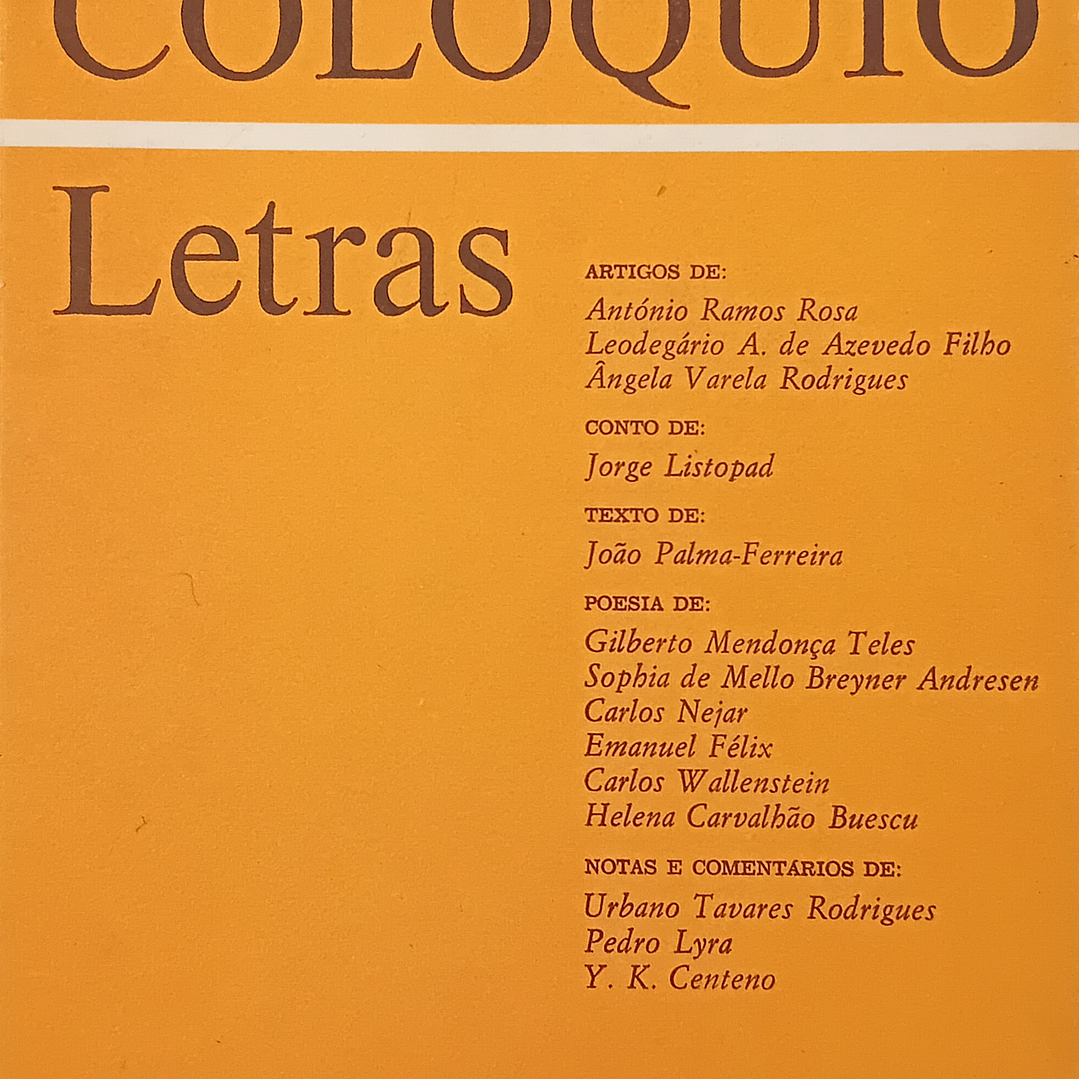 COLÓQUIO
Letras
ARTIGOS DE:
António Ramos Rosa
Leodegário A. de Azevedo Filho
Ângela Varela Rodrigues
CONTO DE:
Jorge Listopad
TEXTO DE:
João Palma-Ferreira
POESIA DE:
Gilberto Mendonça Teles
Sophia de Mello Breyner Andresen
Carlos Nejar
Emanuel Félix
Carlos Wallenstein
Helena Carvalhão Buescu
NOTAS E COMENTÁRIOS DE:
Urbano Tavares Rodrigues
Pedro Lyra
Y. K. Centeno